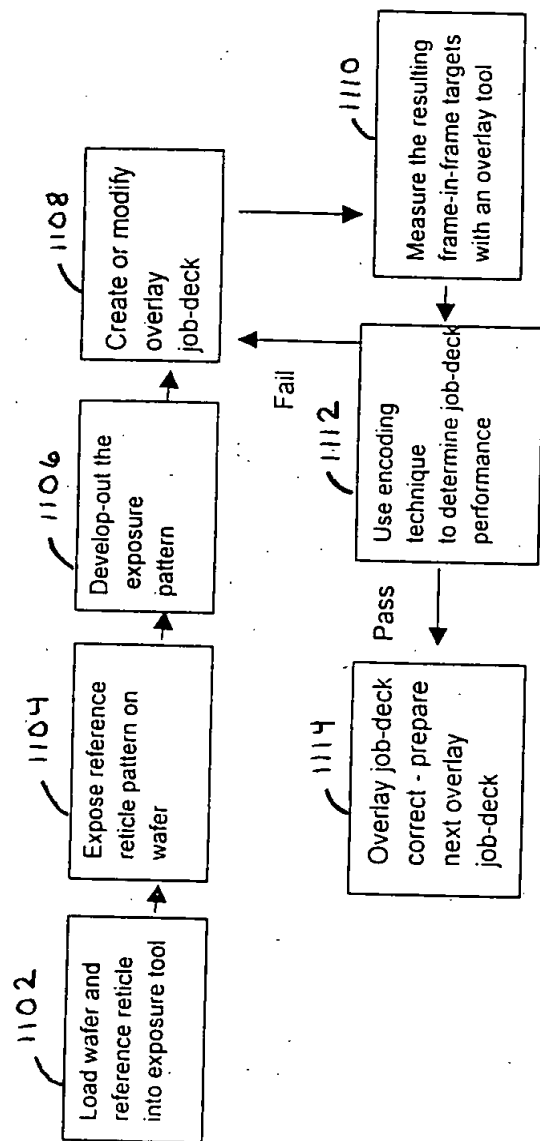 1102
Load wafer and
reference reticle
into exposure tool
1104
Expose reference
reticle pattern on
wafer
1106
Develop-out the
exposure
pattern
1108
Create or modify
overlay
job-deck
1110
Measure the resulting
frame-in-frame targets
with an overlay tool
1112
Use encoding
technique
to determine job-deck
performance
Fail
Pass
1114
Overlay job-deck
correct - prepare
next overlay
job-deck